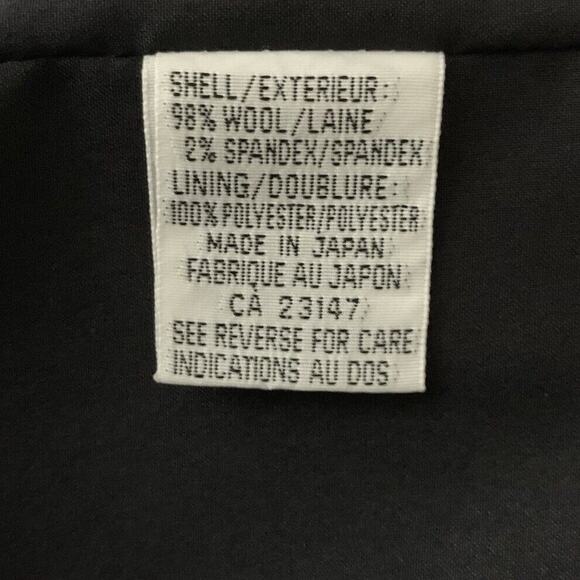 SHELL/EXTERIEUR:
98% WOOL/LAINE
2% SPANDEX/SPANDEX
LINING/DOUBLURE:
100% POLYESTER/POLYESTER
MADE IN JAPAN
FABRIQUE AU JAPON
CA 23147
SEE REVERSE FOR CARE
INDICATIONS AU DOS